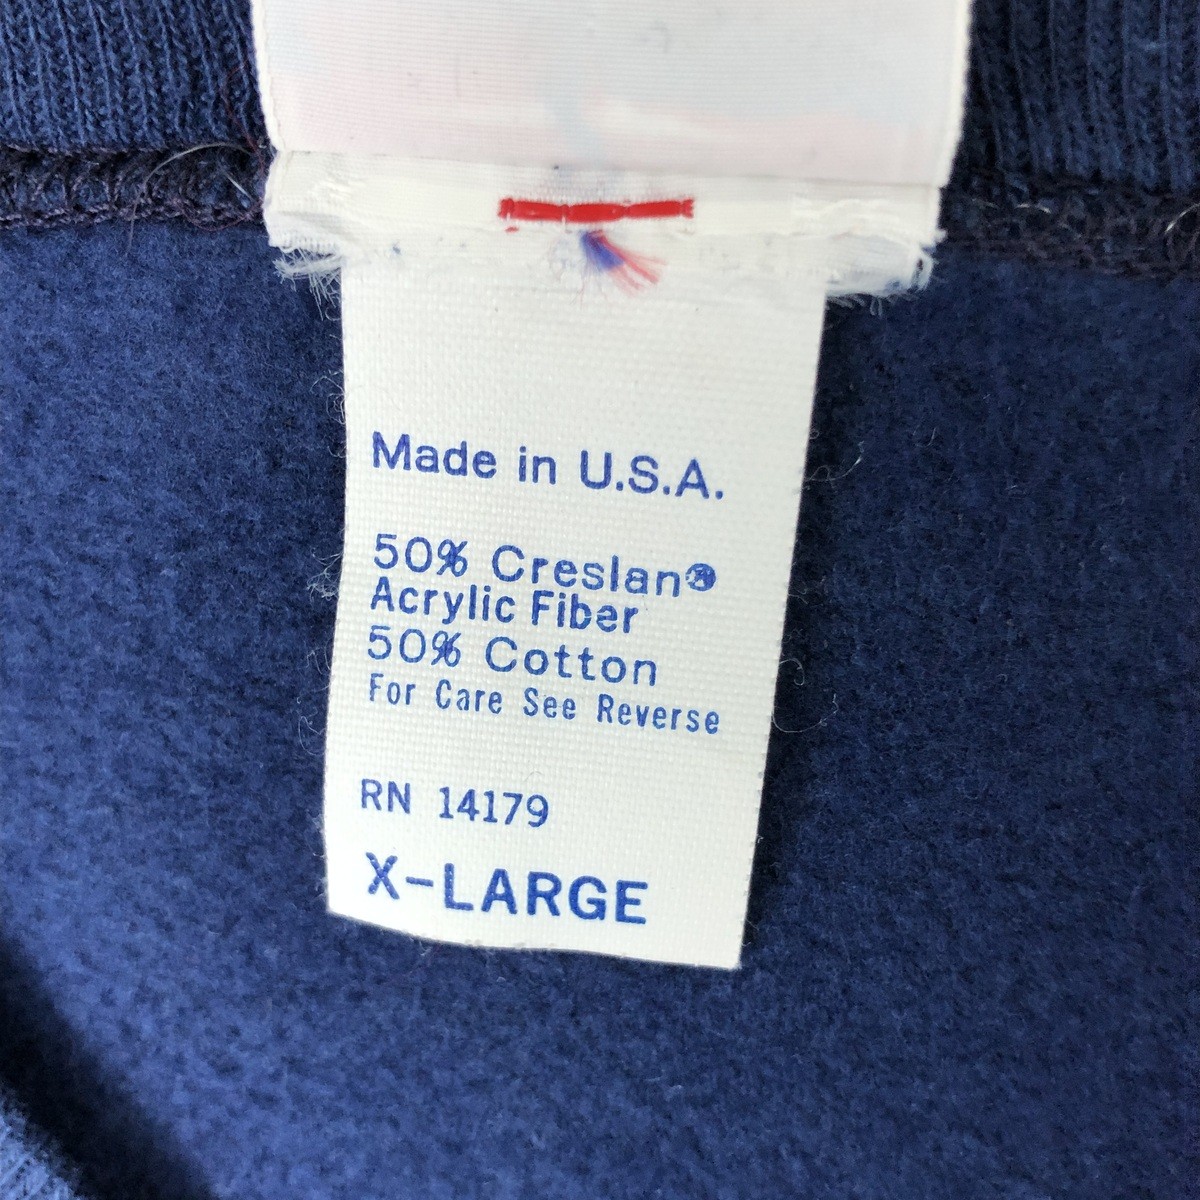 Made in U.S.A.
50% Creslan®
Acrylic Fiber
50% Cotton
For Care See Reverse
RN 14179
X-LARGE